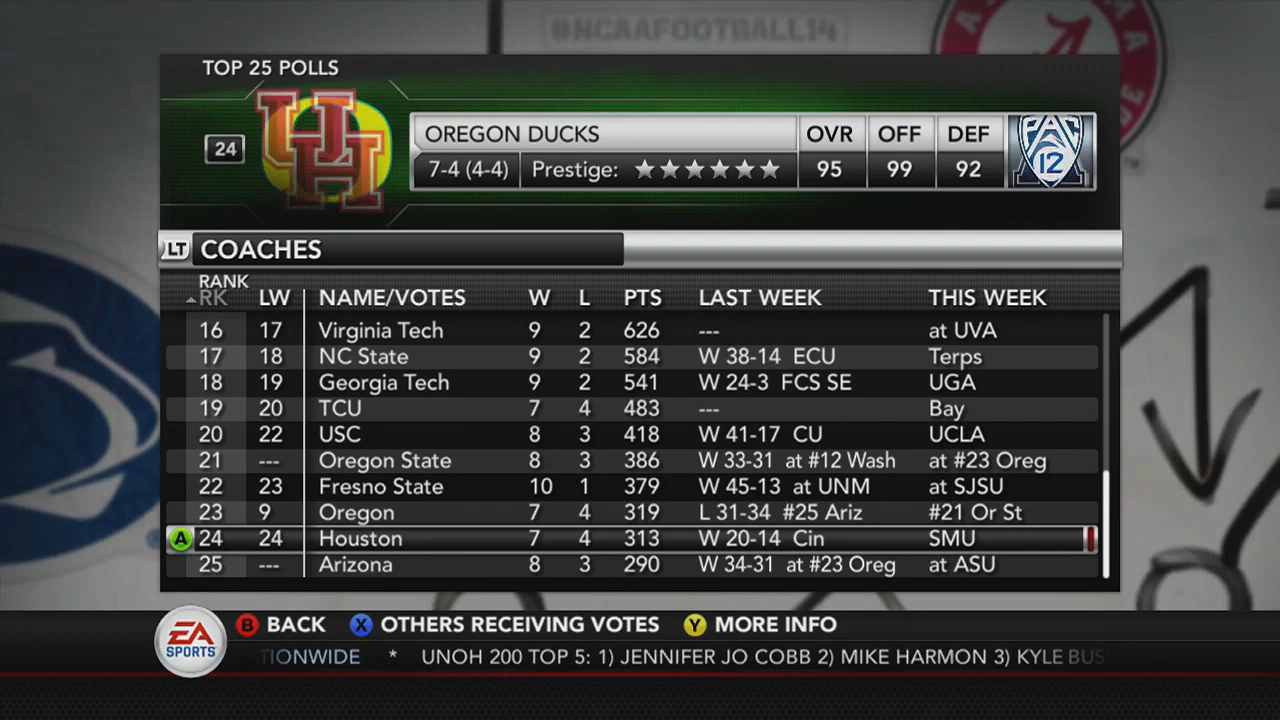 #NCAAFOOTBALL14
TOP 25 POLLS
24
OREGON DUCKS OVR OFF DEF
7-4 (4-4) Prestige: ★★★★★★ 95 99 92
PAC 12
LT COACHES
RANK
RK LW NAME/VOTES W L PTS LAST WEEK THIS WEEK
16 17 Virginia Tech 9 2 626 --- at UVA
17 18 NC State 9 2 584 W 38-14 ECU Terps
18 19 Georgia Tech 9 2 541 W 24-3 FCS SE UGA
19 20 TCU 7 4 483 --- Bay
20 22 USC 8 3 418 W 41-17 CU UCLA
21 --- Oregon State 8 3 386 W 33-31 at #12 Wash at #23 Oreg
22 23 Fresno State 10 1 379 W 45-13 at UNM at SJSU
23 9 Oregon 7 4 319 L 31-34 #25 Ariz #21 Or St
A 24 24 Houston 7 4 313 W 20-14 Cin SMU
25 --- Arizona 8 3 290 W 34-31 at #23 Oreg at ASU
B BACK X OTHERS RECEIVING VOTES Y MORE INFO
EA SPORTS
TIONWIDE * UNOH 200 TOP 5: 1) JENNIFER JO COBB 2) MIKE HARMON 3) KYLE BUS